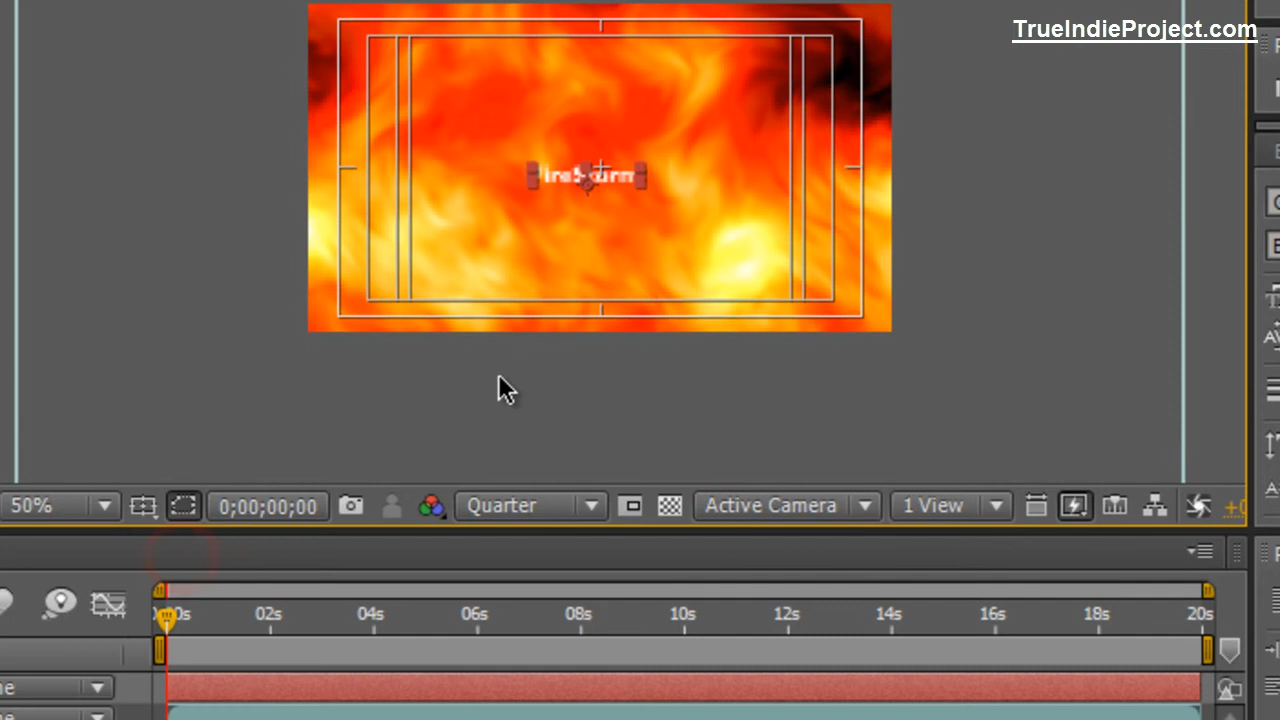 TrueIndieProject.com
50%
0;00;00;00
Quarter
Active Camera
1 View
02s
04s
06s
08s
10s
12s
14s
16s
18s
20s